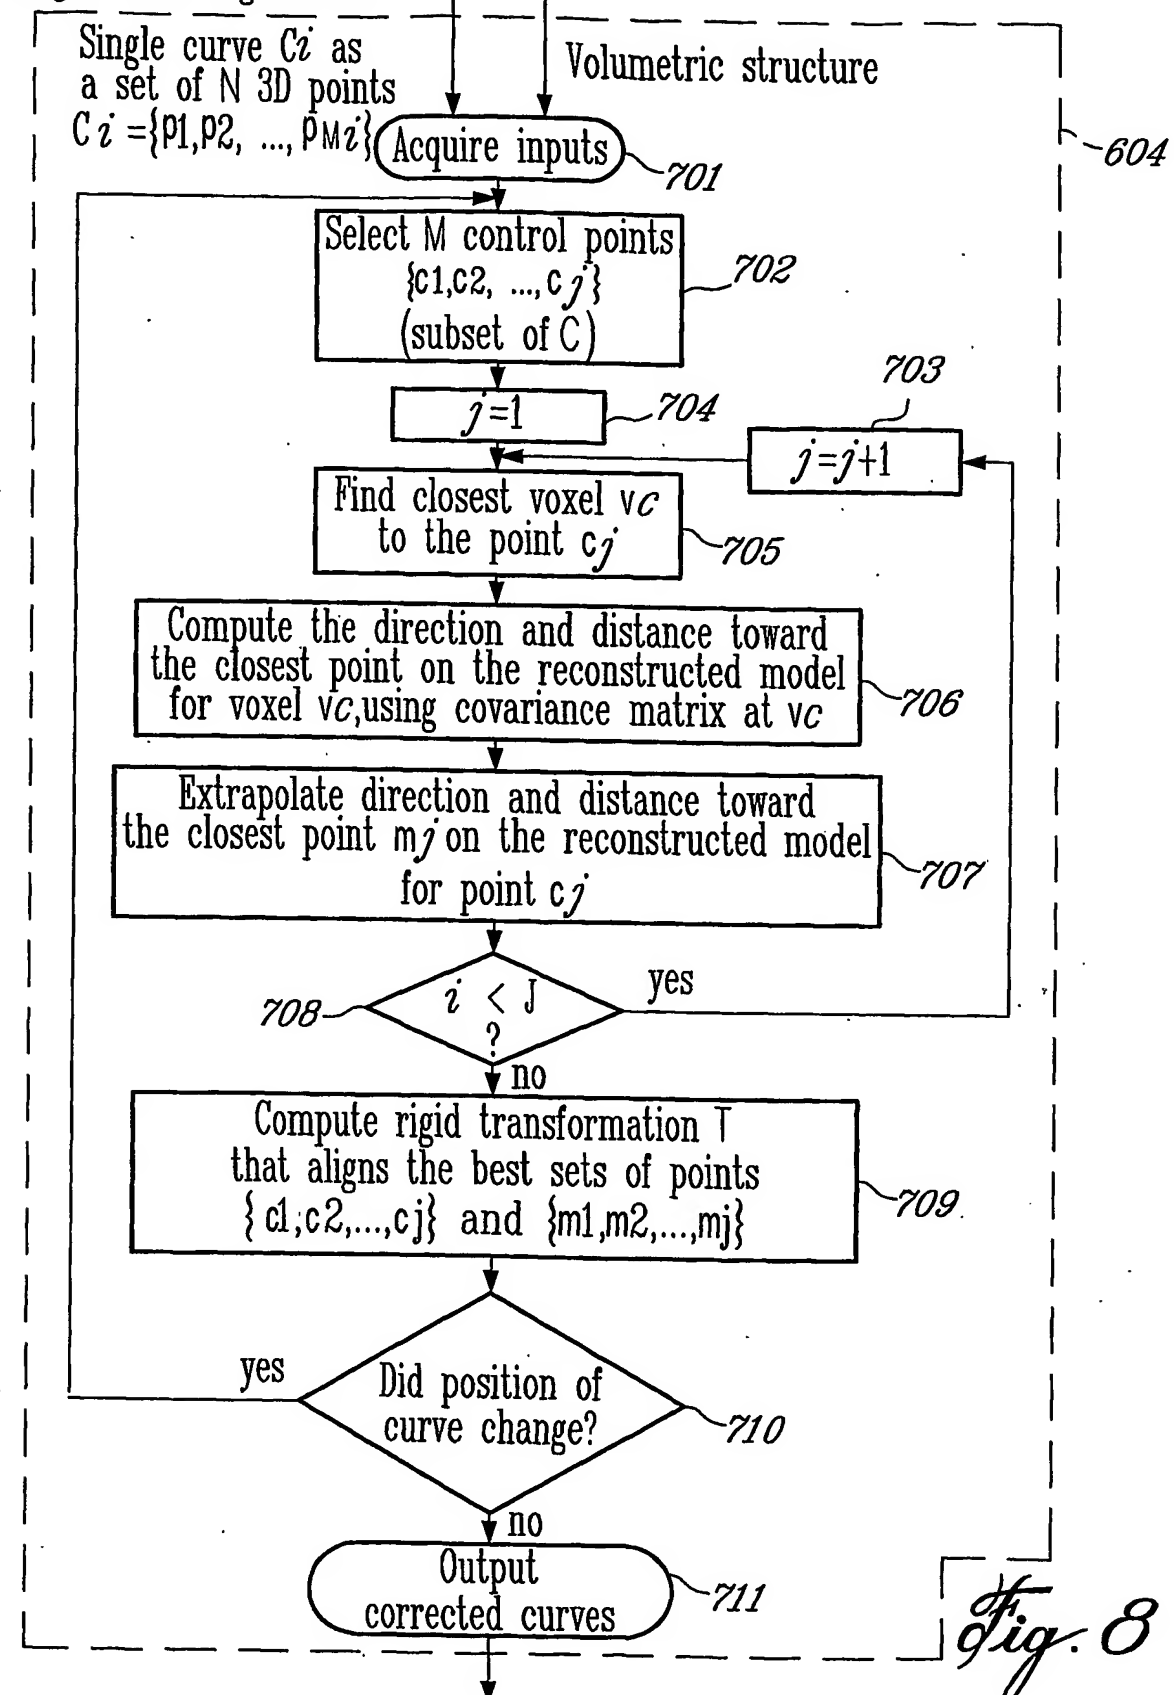 Single curve Ci as
a set of N 3D points
Ci ={p1,p2, ..., pMi}
Volumetric structure
Acquire inputs
701
604
Select M control points
{c1,c2, ...,cj}
(subset of C)
702
703
j=1
704
j=j+1
Find closest voxel vc
to the point cj
705
Compute the direction and distance toward
the closest point on the reconstructed model
for voxel vc,using covariance matrix at vc
706
Extrapolate direction and distance toward
the closest point mj on the reconstructed model
for point cj
707
i < J
?
yes
708
no
Compute rigid transformation T
that aligns the best sets of points
{c1,c2,...,cj} and {m1,m2,...,mj}
709
yes
Did position of
curve change?
710
no
Output
corrected curves
711
Fig. 8